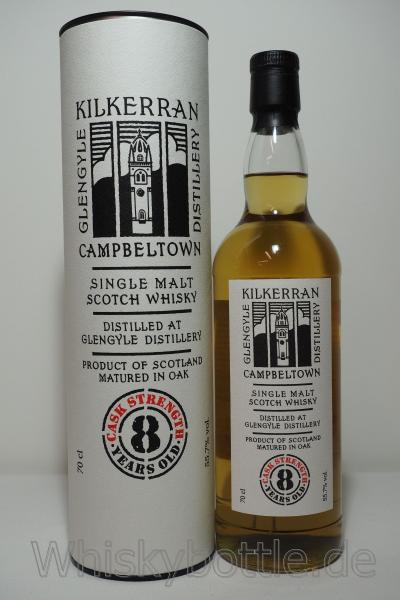 KILKERRAN
GLENGYLE
DISTILLERY
CAMPBELTOWN
SINGLE MALT
SCOTCH WHISKY
DISTILLED AT
GLENGYLE DISTILLERY
PRODUCT OF SCOTLAND
MATURED IN OAK
CASK STRENGTH
8
YEARS OLD
70 cl
55.7% vol.
KILKERRAN
GLENGYLE
DISTILLERY
CAMPBELTOWN
SINGLE MALT
SCOTCH WHISKY
DISTILLED AT
GLENGYLE DISTILLERY
PRODUCT OF SCOTLAND
MATURED IN OAK
CASK STRENGTH
8
YEARS OLD
70 cl
55.7% vol.
Whiskybottle.de